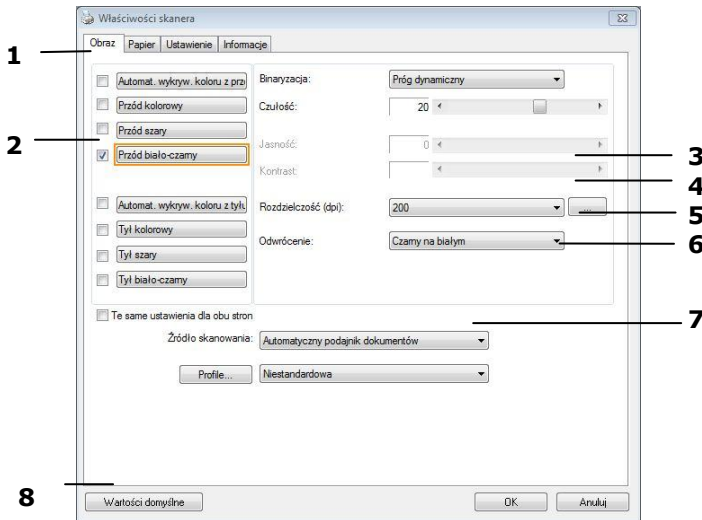 Właściwości skanera
Obraz Papier Ustawienie Informacje
1
Automat. wykryw. koloru z prz
Przód kolorowy
Przód szary
Przód biało-czarny
2
Automat. wykryw. koloru z tyłu
Tył kolorowy
Tył szary
Tył biało-czarny
Binaryzacja: Próg dynamiczny
Czułość: 20
Jasność: 0
Kontrast:
3
4
Rozdzielczość (dpi): 200 ...
5
Odwrócenie: Czarny na białym
6
Te same ustawienia dla obu stron
7
Źródło skanowania: Automatyczny podajnik dokumentów
Profile... Niestandardowa
8
Wartości domyślne OK Anuluj